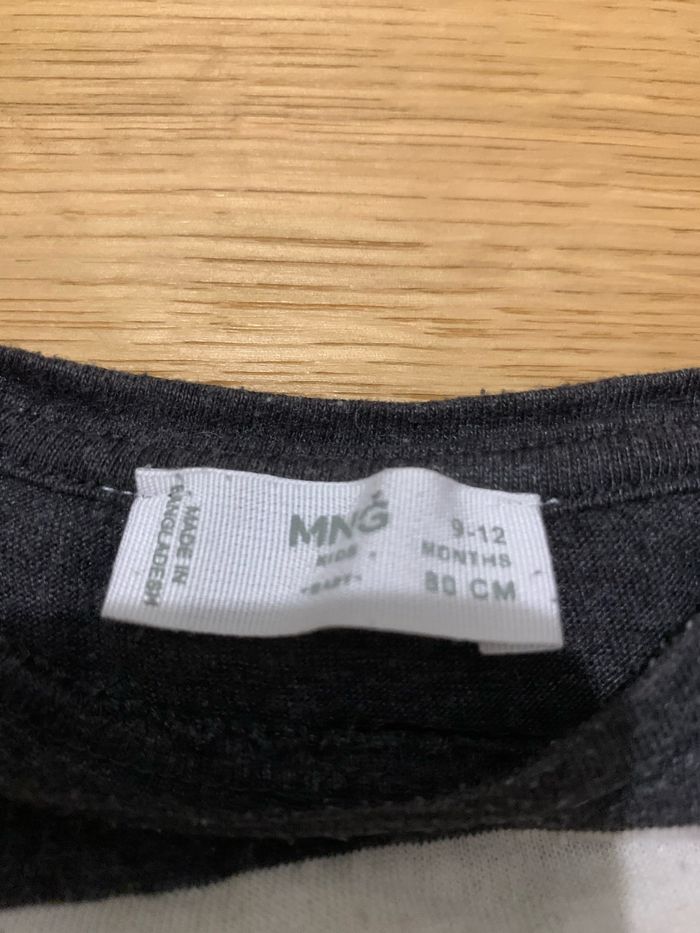 MADE IN
BANGLADESH
MNG
KIDS
•BABY•
9-12
MONTHS
80 CM